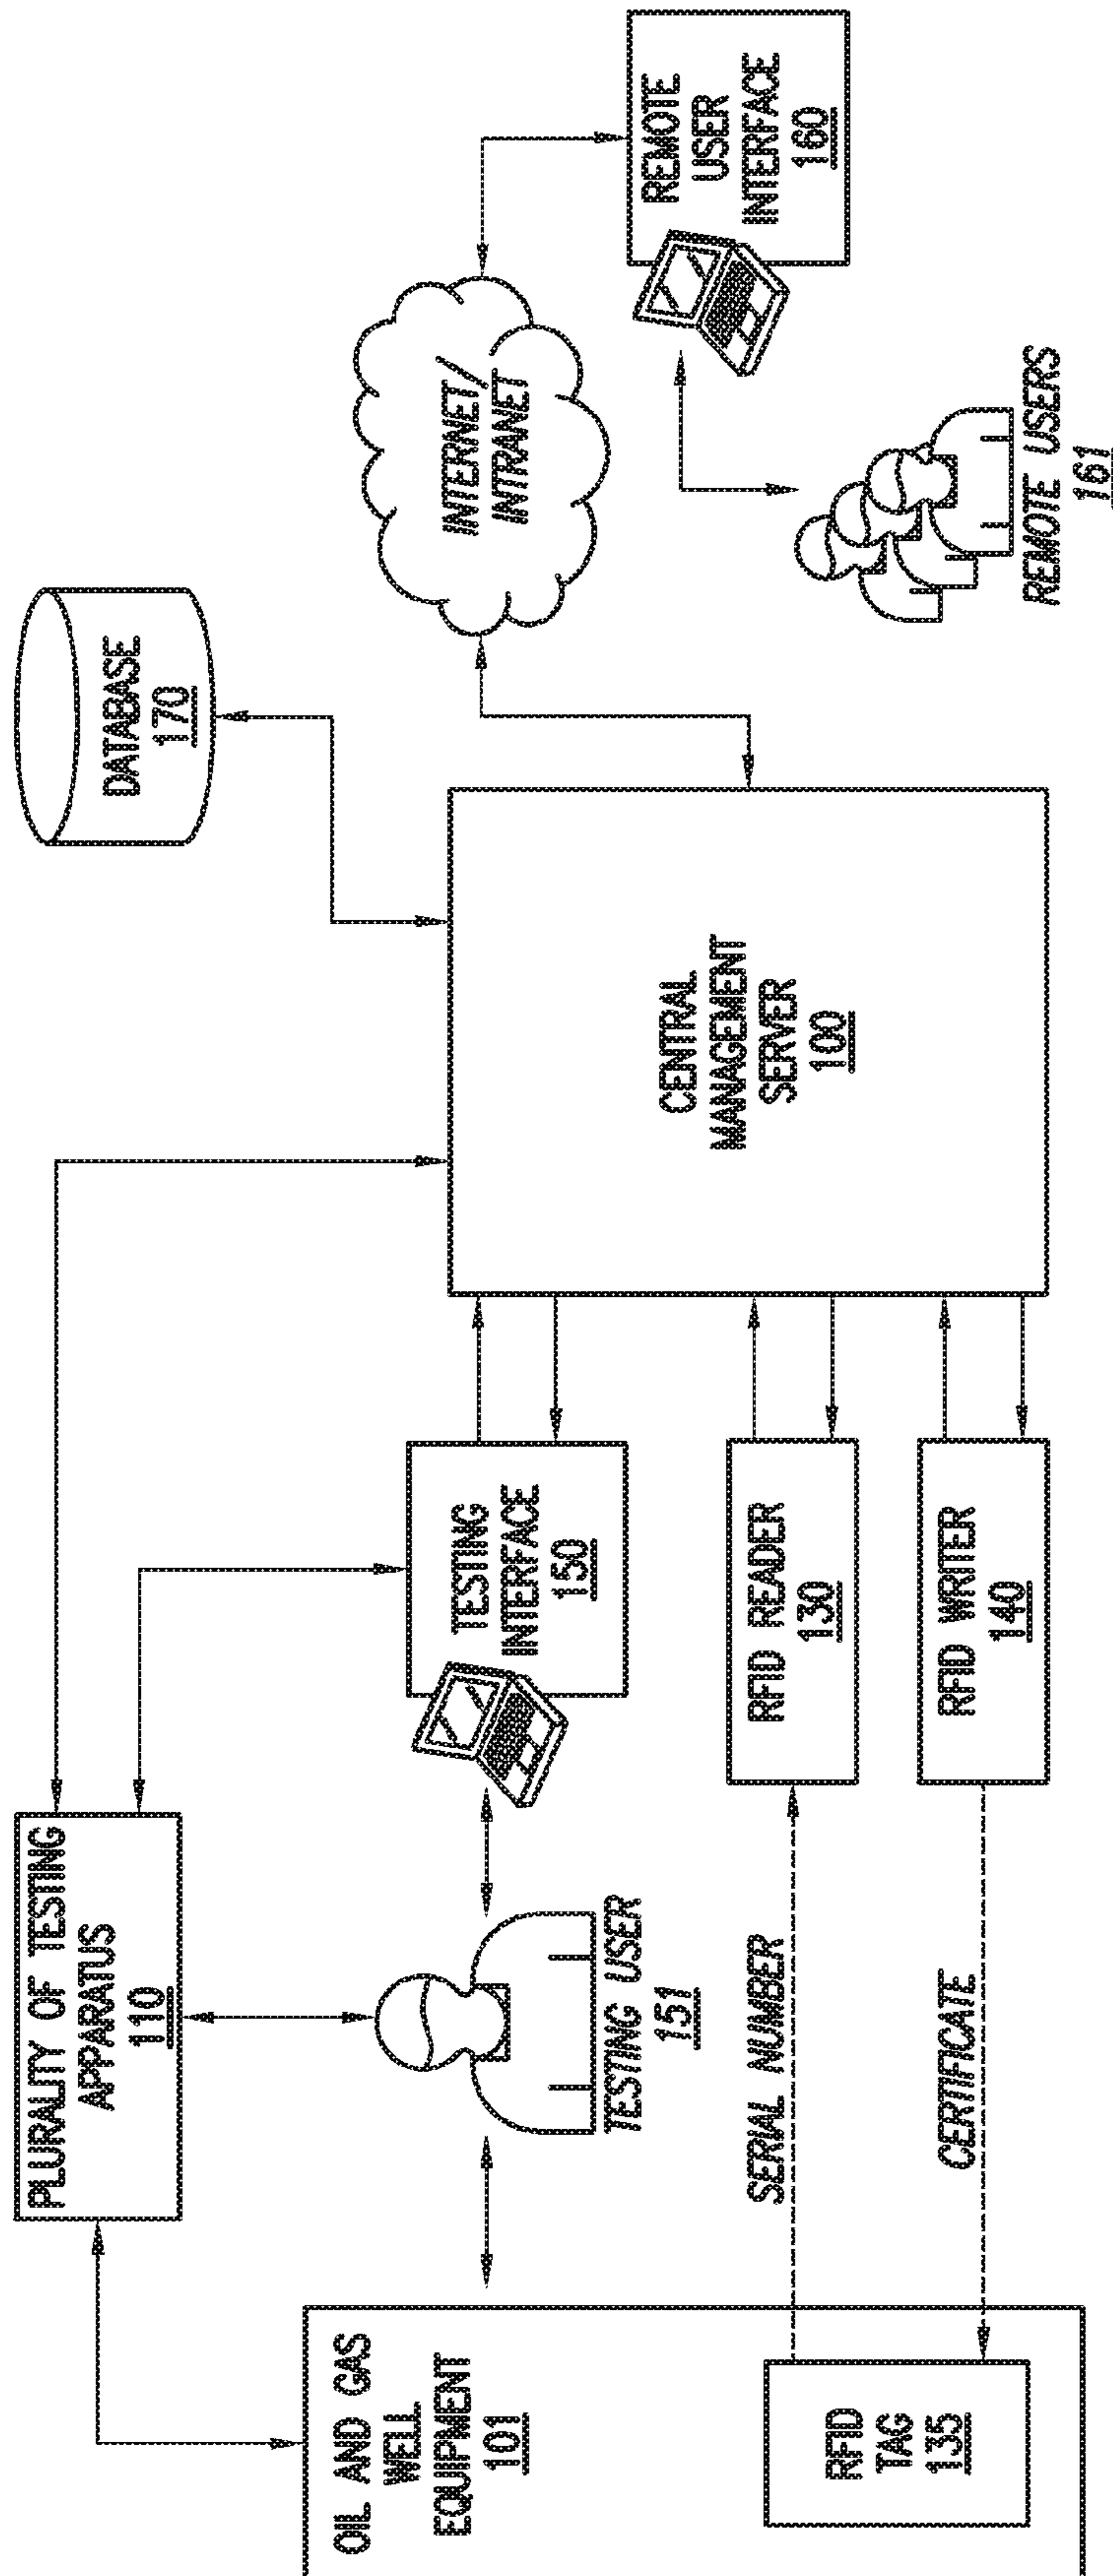 PLURALITY OF TESTING
APPARATUS
110
DATABASE
170
OIL AND GAS
WELL
EQUIPMENT
101
TESTING USER
151
TESTING
INTERFACE
150
INTERNET/
INTRANET
REMOTE
USER
INTERFACE
160
CENTRAL
MANAGEMENT
SERVER
100
SERIAL NUMBER
RFID READER
130
RFID
TAG
135
CERTIFICATE
RFID WRITER
140
REMOTE USERS
161